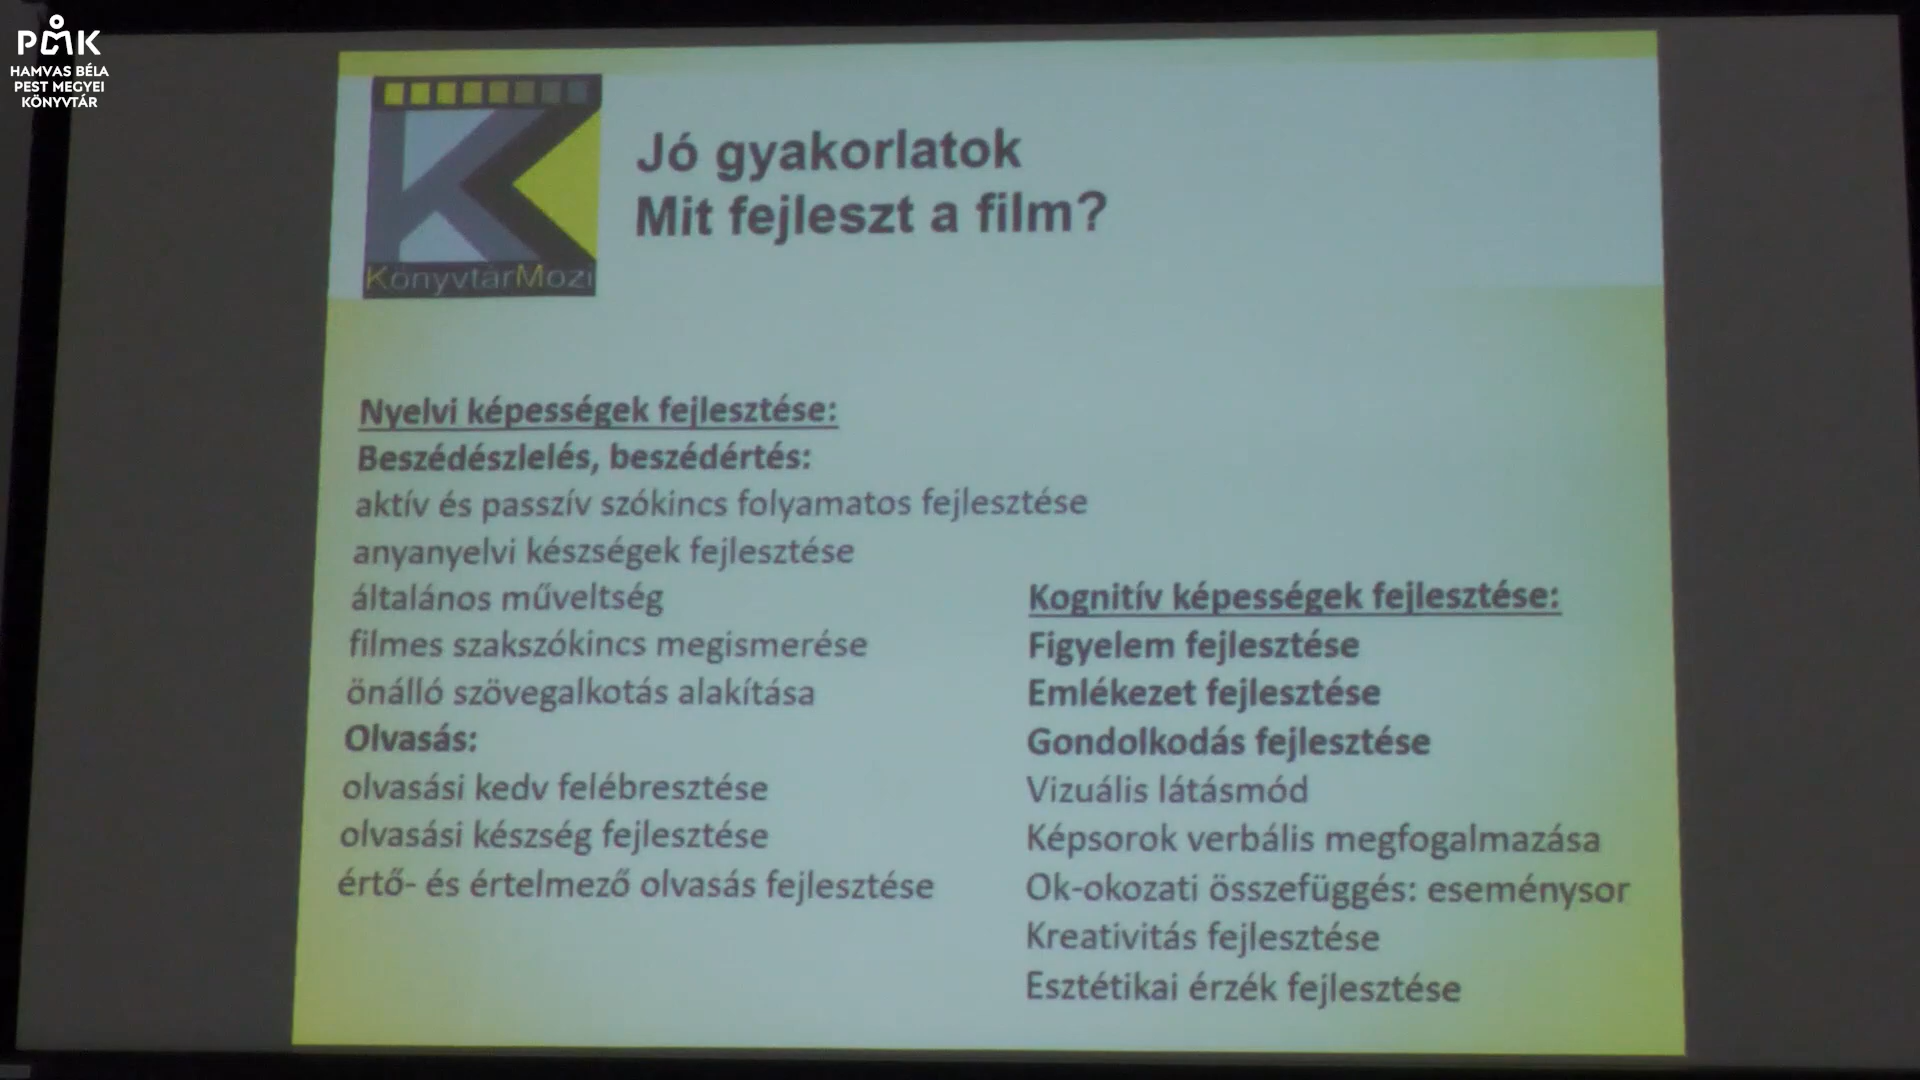 PMK
HAMVAS BÉLA
PEST MEGYEI
KÖNYVTÁR
KönyvtárMozi
Jó gyakorlatok
Mit fejleszt a film?
Nyelvi képességek fejlesztése:
Beszédészlelés, beszédértés:
aktív és passzív szókincs folyamatos fejlesztése
anyanyelvi készségek fejlesztése
általános műveltség
filmes szakszókincs megismerése
önálló szövegalkotás alakítása
Olvasás:
olvasási kedv felébresztése
olvasási készség fejlesztése
értő- és értelmező olvasás fejlesztése
Kognitív képességek fejlesztése:
Figyelem fejlesztése
Emlékezet fejlesztése
Gondolkodás fejlesztése
Vizuális látásmód
Képsorok verbális megfogalmazása
Ok-okozati összefüggés: eseménysor
Kreativitás fejlesztése
Esztétikai érzék fejlesztése